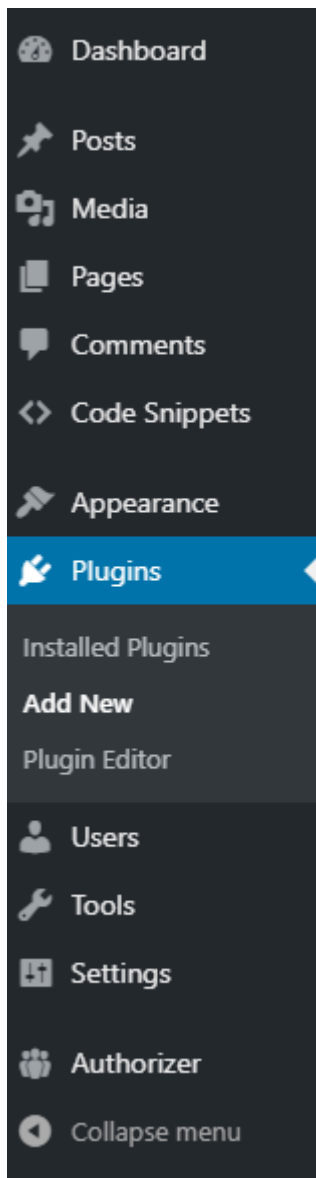 Dashboard
Posts
Media
Pages
Comments
Code Snippets
Appearance
Plugins
Installed Plugins
Add New
Plugin Editor
Users
Tools
Settings
Authorizer
Collapse menu